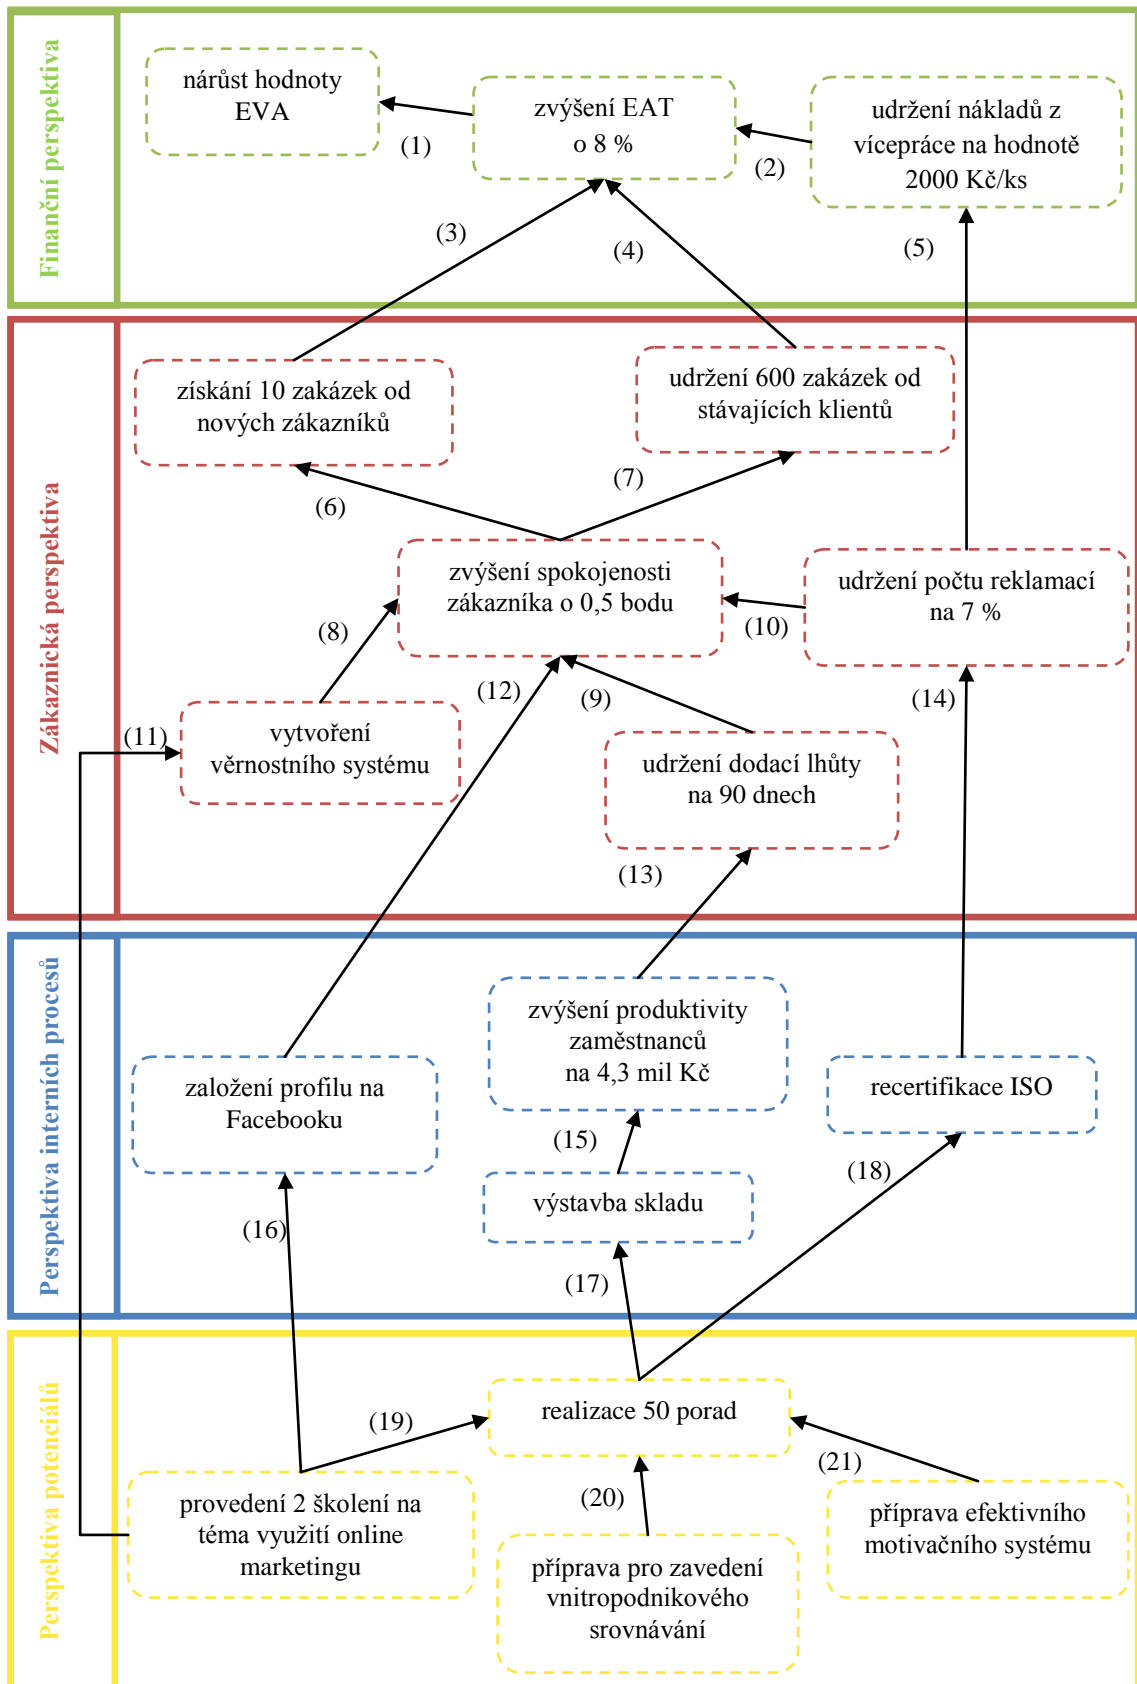 Finanční perspektiva
nárůst hodnoty
EVA
(1)
zvýšení EAT
o 8 %
(2)
udržení nákladů z
vícepráce na hodnotě
2000 Kč/ks
(3)
(4)
(5)
Zákaznická perspektiva
získání 10 zakázek od
nových zákazníků
udržení 600 zakázek od
stávajících klientů
(6)
(7)
zvýšení spokojenosti
zákazníka o 0,5 bodu
udržení počtu reklamací
na 7 %
(8)
(10)
(12)
(9)
(14)
(11)
vytvoření
věrnostního systému
udržení dodací lhůty
na 90 dnech
(13)
Perspektiva interních procesů
zvýšení produktivity
zaměstnanců
na 4,3 mil Kč
založení profilu na
Facebooku
recertifikace ISO
(15)
(18)
výstavba skladu
(16)
(17)
Perspektiva potenciálů
realizace 50 porad
(19)
(21)
(20)
provedení 2 školení na
téma využití online
marketingu
příprava pro zavedení
vnitropodnikového
srovnávání
příprava efektivního
motivačního systému